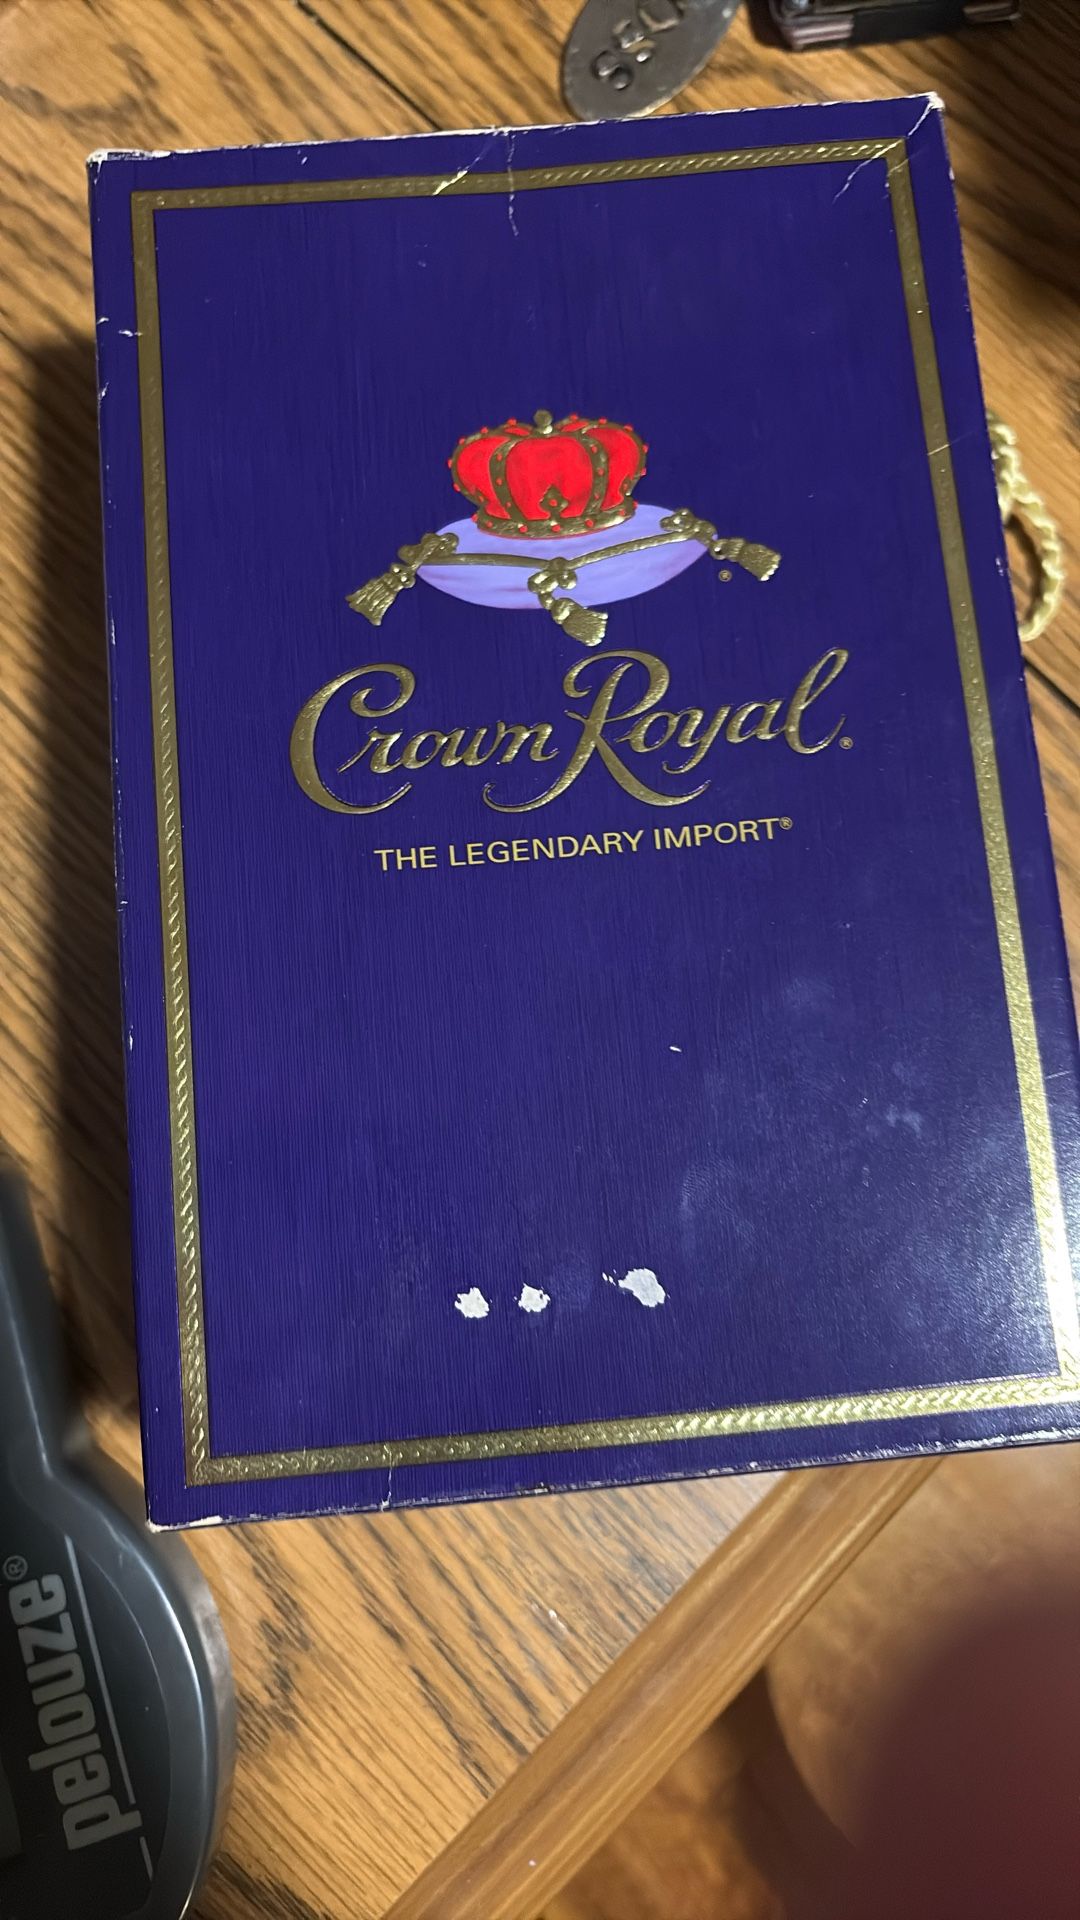 Crown Royal®
THE LEGENDARY IMPORT®
pelouze®